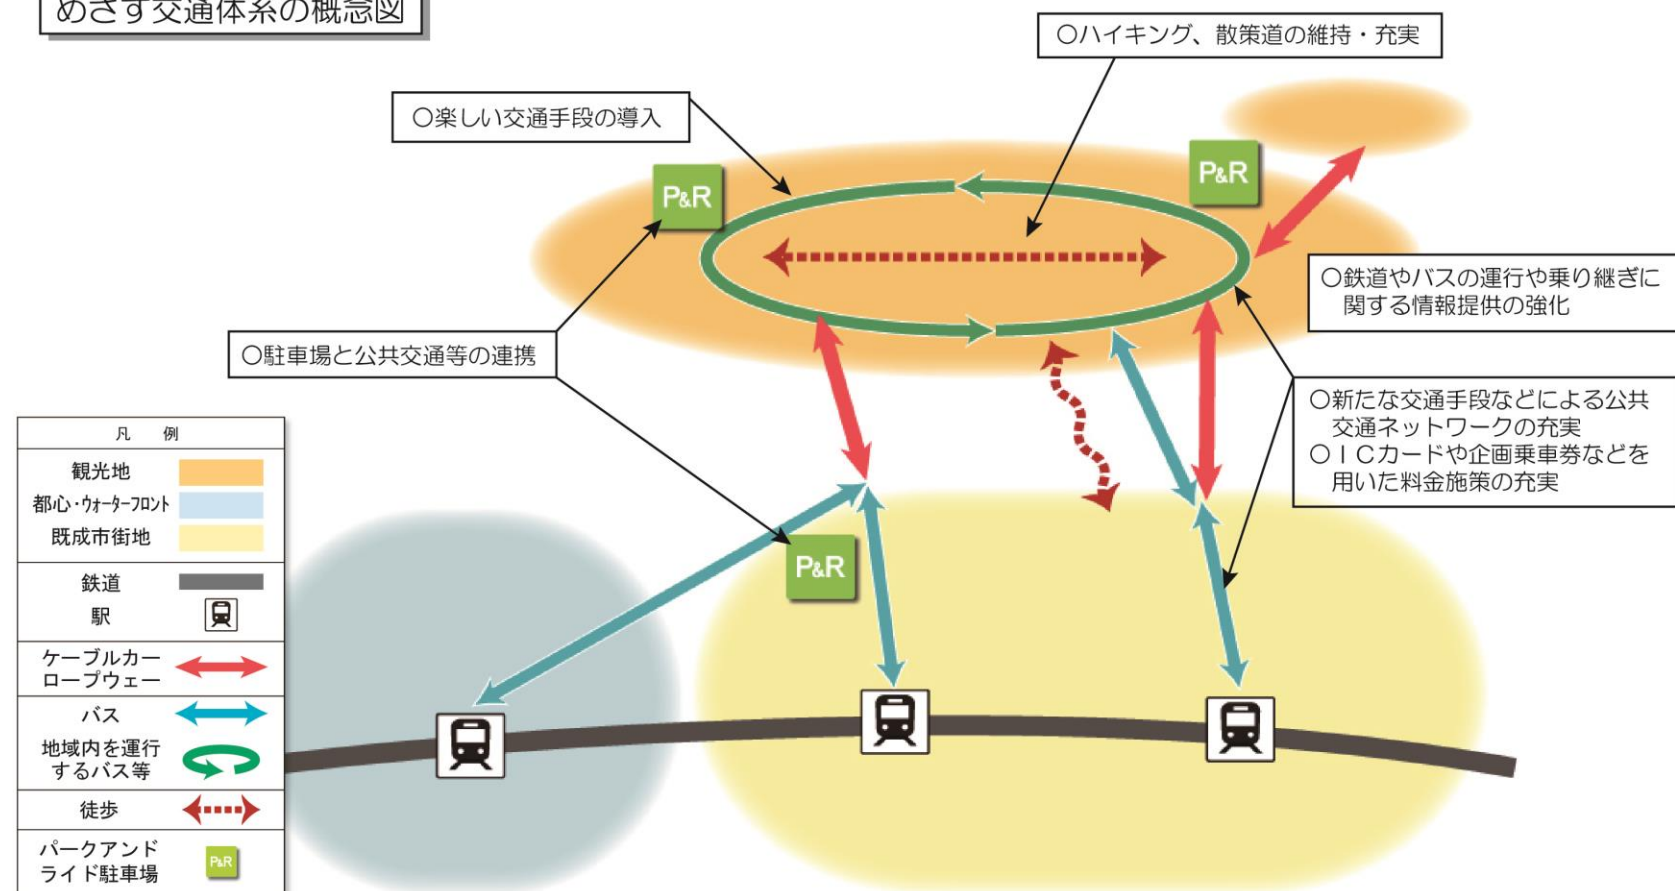 めざす交通体系の概念図
○ハイキング、散策道の維持・充実
○楽しい交通手段の導入
P&R
P&R
○鉄道やバスの運行や乗り継ぎに
関する情報提供の強化
○駐車場と公共交通等の連携
○新たな交通手段などによる公共
交通ネットワークの充実
○ICカードや企画乗車券などを
用いた料金施策の充実
P&R
凡 例
観光地
都心・ウォーターフロント
既成市街地
鉄道
駅
ケーブルカー
ロープウェー
バス
地域内を運行
するバス等
徒歩
パークアンド
ライド駐車場
P&R